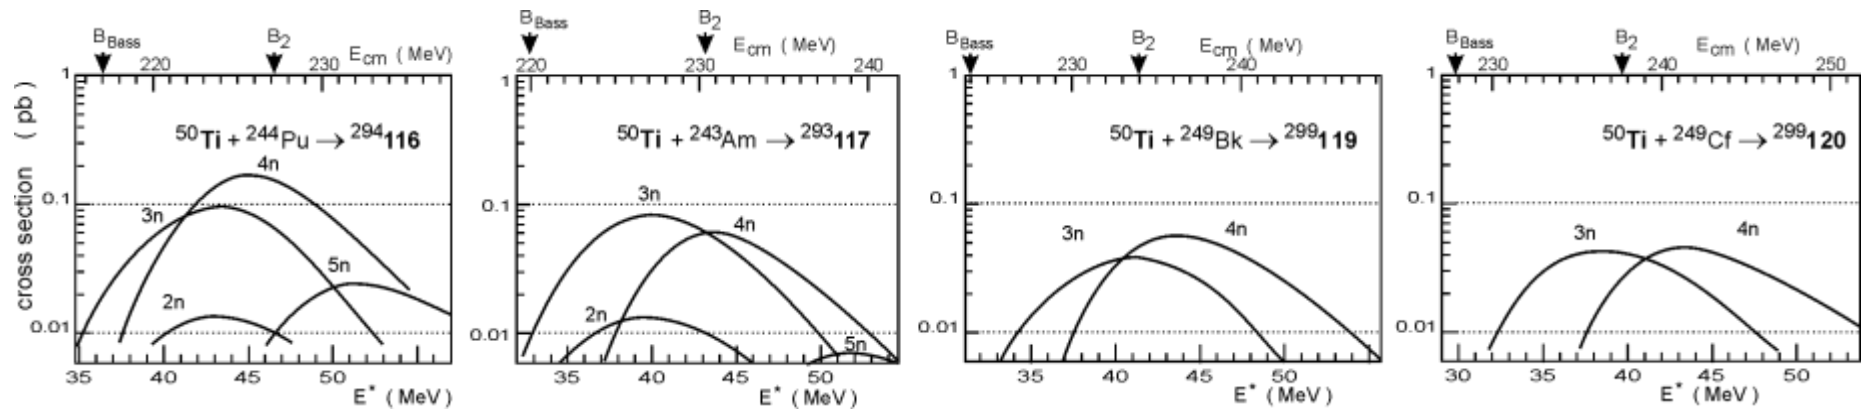 B_Bass B_2
E_cm ( MeV )
220 230
1
0.1
0.01
cross section ( pb )
⁵⁰Ti + ²⁴⁴Pu → ²⁹⁴116
4n
3n
5n
2n
35 40 45 50
E* ( MeV )
B_Bass B_2
E_cm ( MeV )
220 230 240
1
0.1
0.01
⁵⁰Ti + ²⁴³Am → ²⁹³117
3n
4n
2n
5n
30 35 40 45 50
E* ( MeV )
B_Bass B_2
E_cm ( MeV )
230 240
1
0.1
0.01
⁵⁰Ti + ²⁴⁹Bk → ²⁹⁹119
3n 4n
35 40 45 50
E* ( MeV )
B_Bass B_2
E_cm ( MeV )
230 240 250
1
0.1
0.01
⁵⁰Ti + ²⁴⁹Cf → ²⁹⁹120
3n 4n
30 35 40 45 50
E* ( MeV )